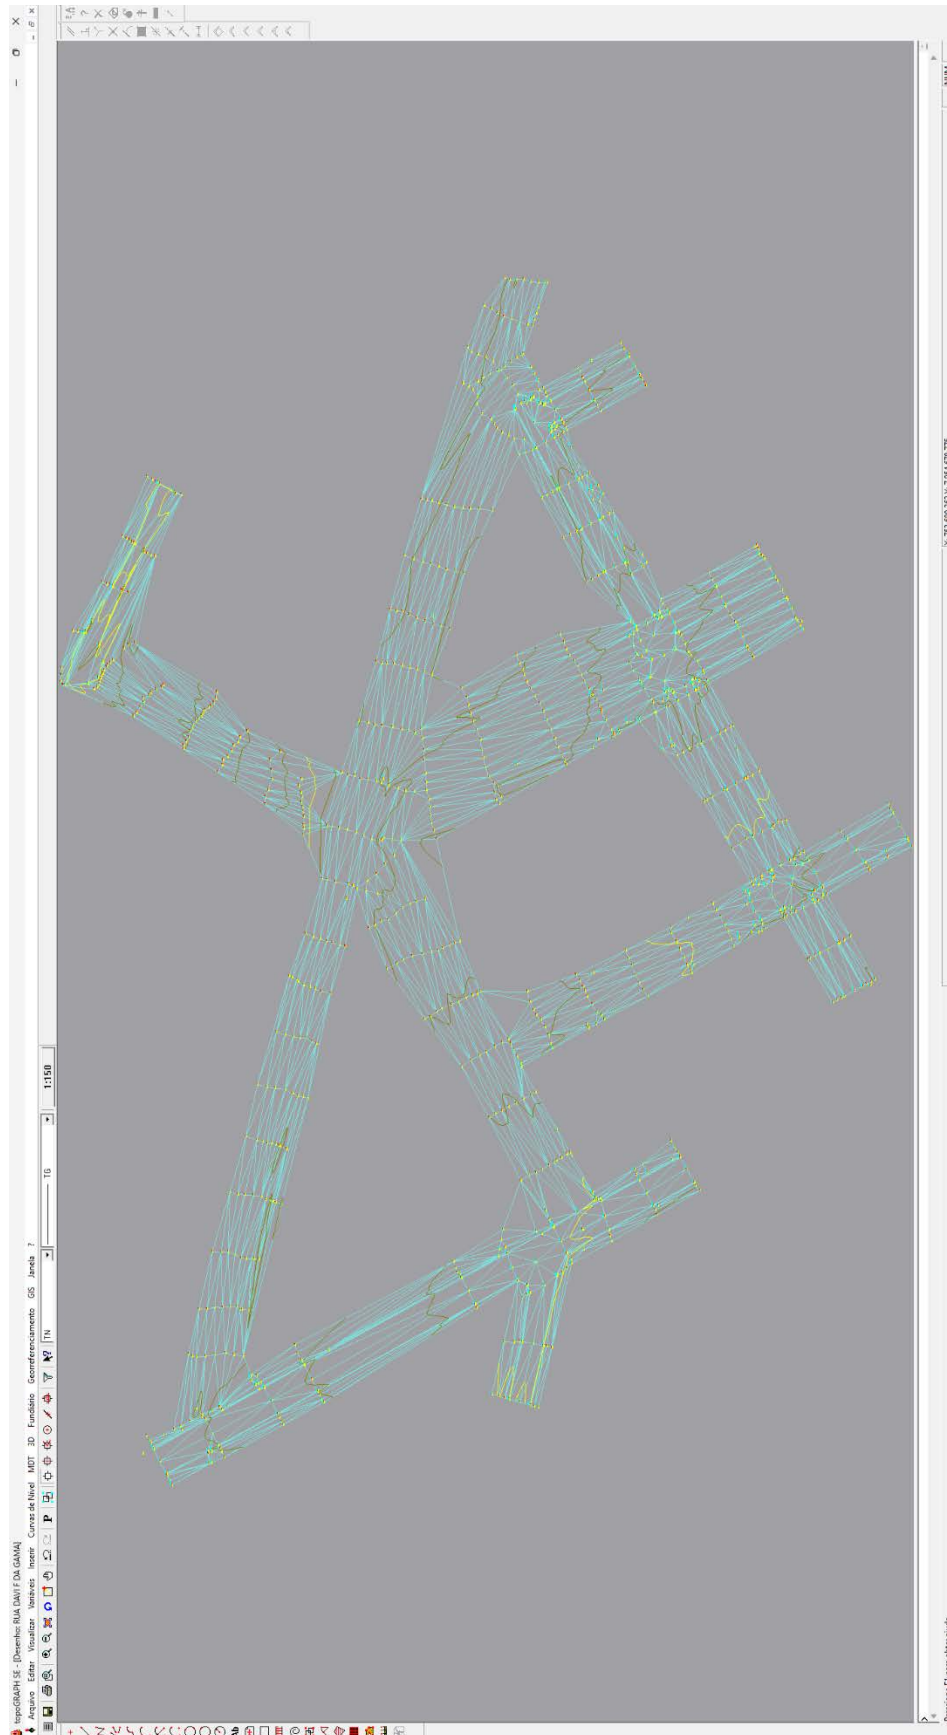 topoGRAPH SE - [Desenho: RUA DAVI F DA GAMA]
Arquivo Editar Visualizar Variáveis Inserir Curvas de Nível MDT 3D Fundiário Georreferenciamento GIS Janela ?
P TN TG 1:150
NUM